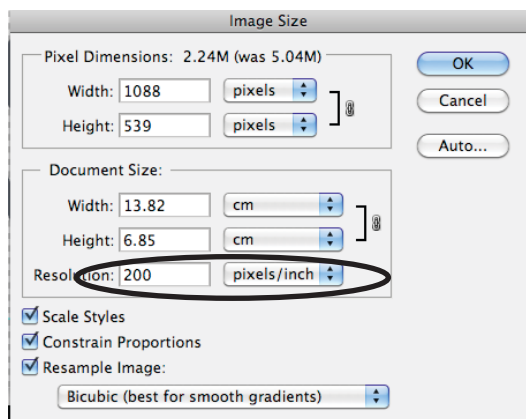 Image Size
Pixel Dimensions: 2.24M (was 5.04M)
OK
Width: 1088 pixels
Cancel
Height: 539 pixels
Auto...
Document Size:
Width: 13.82 cm
Height: 6.85 cm
Resolution: 200 pixels/inch
Scale Styles
Constrain Proportions
Resample Image:
Bicubic (best for smooth gradients)